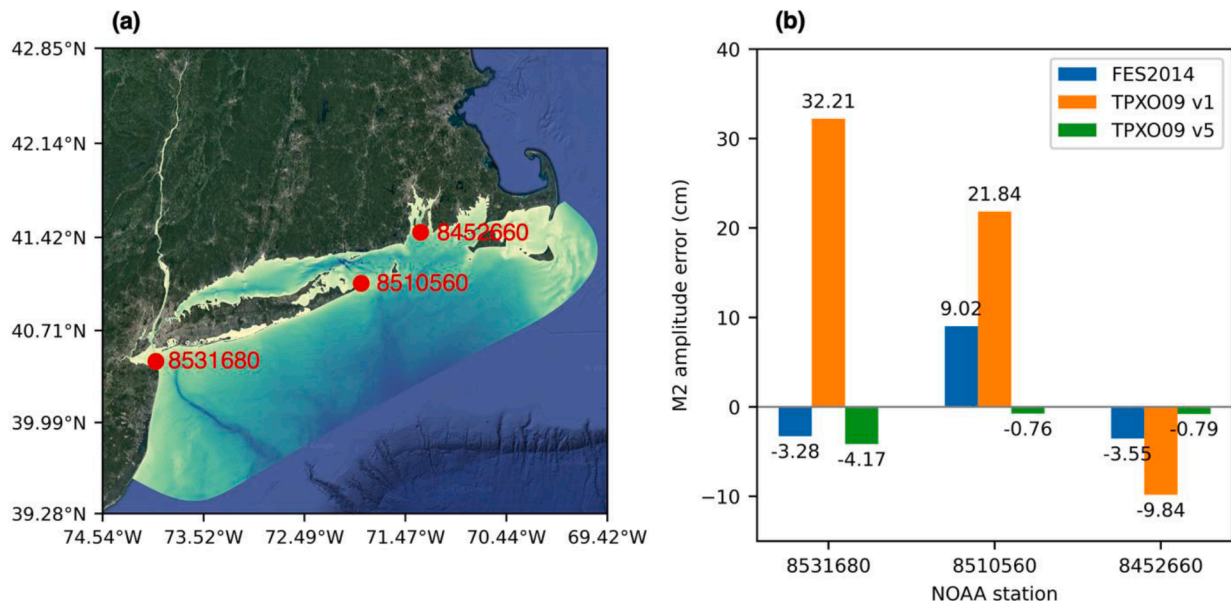 (a)
42.85°N
42.14°N
41.42°N
40.71°N
39.99°N
39.28°N
74.54°W 73.52°W 72.49°W 71.47°W 70.44°W 69.42°W
8452660
8510560
8531680
(b)
M2 amplitude error (cm)
40
30
20
10
0
−10
FES2014
TPXO09 v1
TPXO09 v5
32.21
21.84
9.02
-3.28
-4.17
-0.76
-3.55
-0.79
-9.84
8531680 8510560 8452660
NOAA station